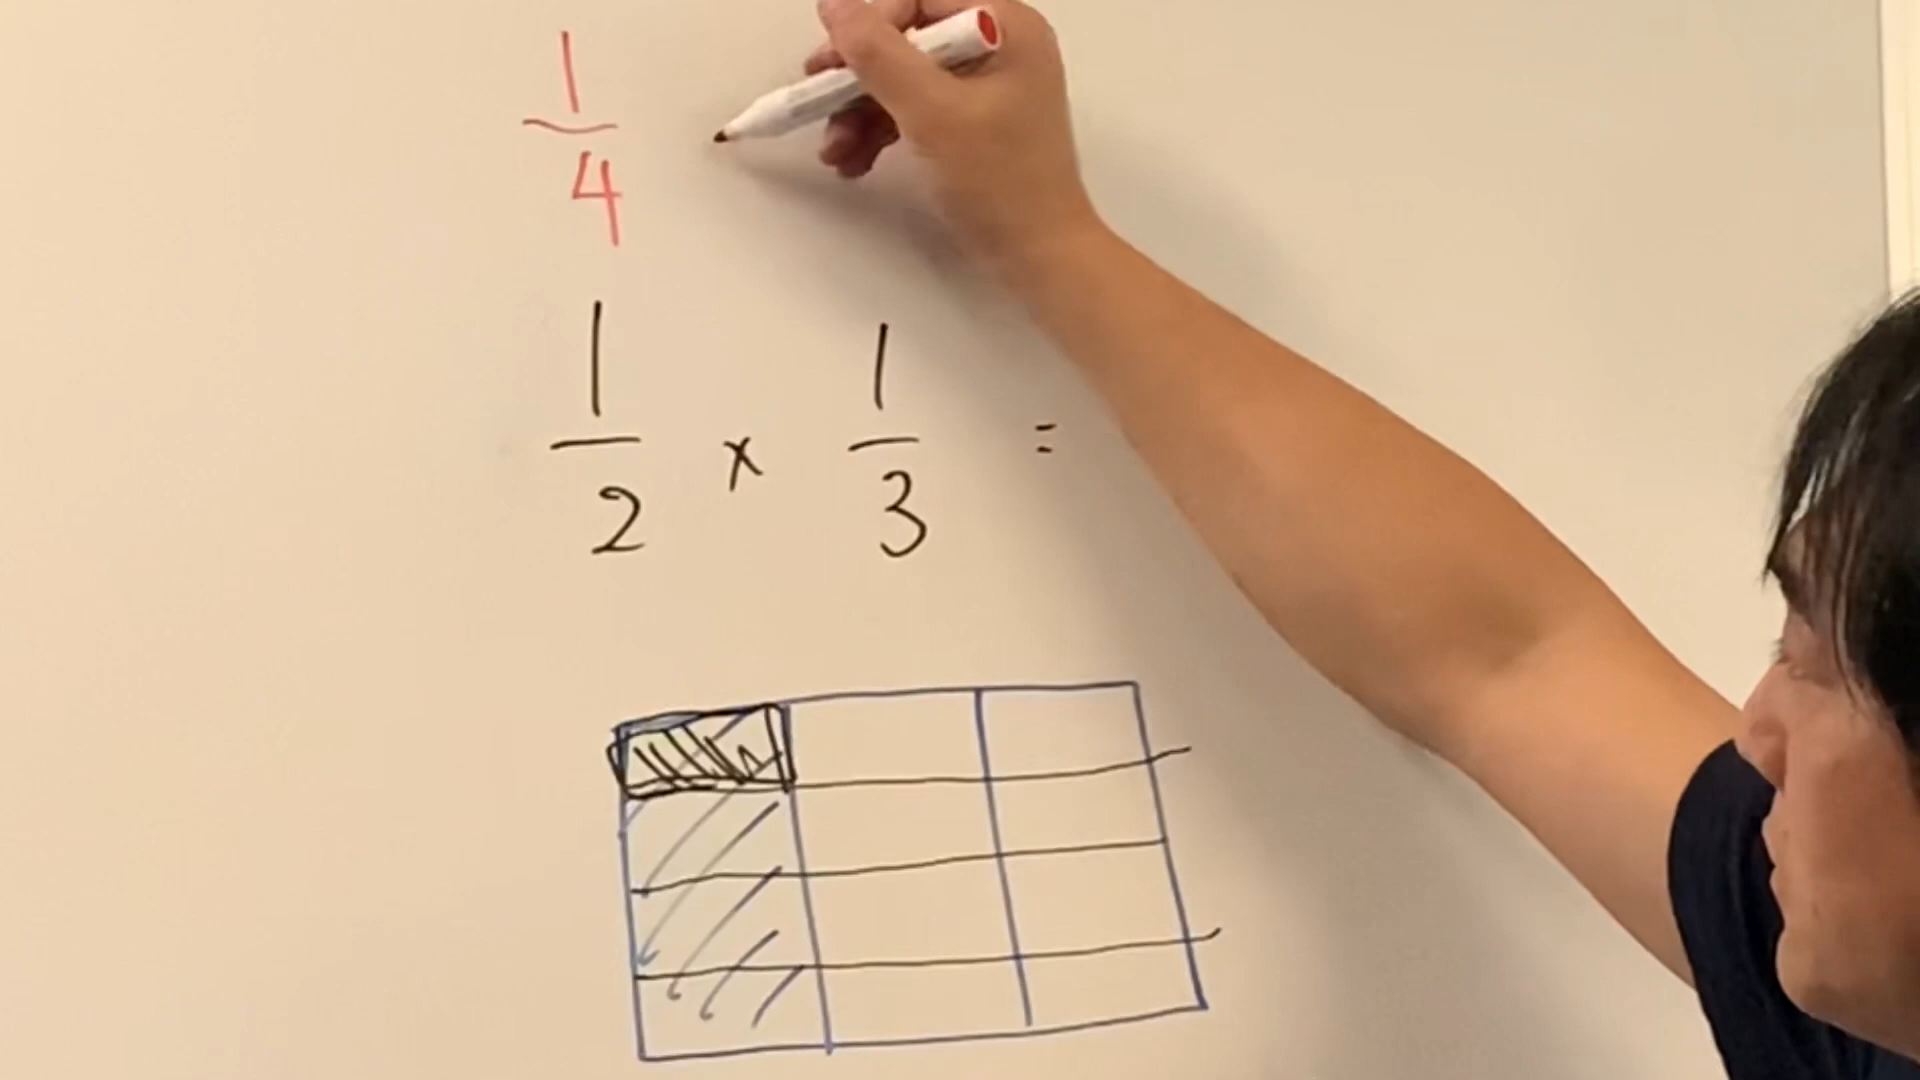 1/4
1/2 x 1/3 =